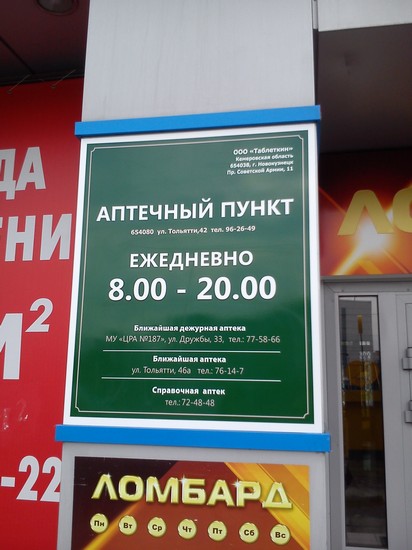 ООО «Таблеткин»
Кемеровская область
654038, г. Новокузнецк
Пр. Советской Армии, 11
АПТЕЧНЫЙ ПУНКТ
654080 ул. Тольятти,42 тел. 96-26-49
ЕЖЕДНЕВНО
8.00 - 20.00
Ближайшая дежурная аптека
МУ «ЦРА №187», ул. Дружбы, 33, тел.: 77-58-66
Ближайшая аптека
ул. Тольятти, 46а тел.: 76-14-7
Справочная аптек
тел.: 72-48-48
ЛОМБАРД
Пн Вт Ср Чт Пт Сб Вс
ДА
ЕНИ
М²
-22
ЛО